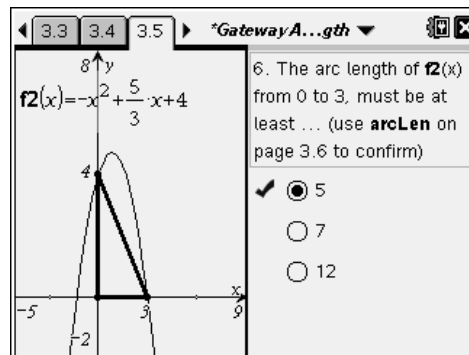 3.3 3.4 3.5 *Gateway A...gth
8 y
f2(x)=-x^2+5/3·x+4
4
x
-5 3 9
-2
6. The arc length of f2(x)
from 0 to 3, must be at
least ... (use arcLen on
page 3.6 to confirm)
5
7
12